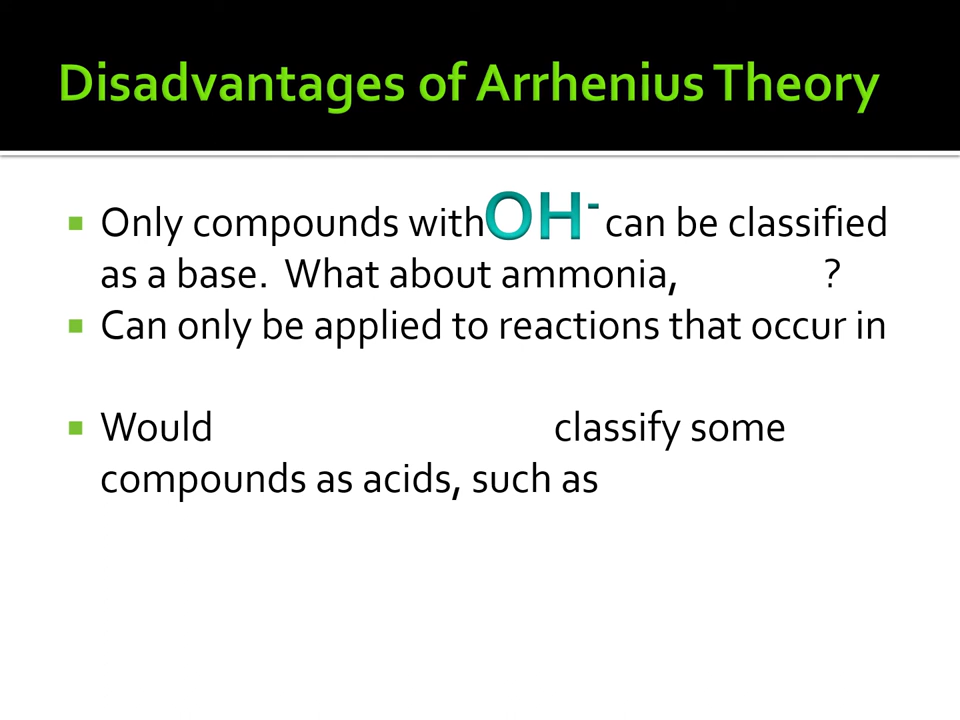 Disadvantages of Arrhenius Theory
▪ Only compounds with OH⁻ can be classified
as a base. What about ammonia, ?
▪ Can only be applied to reactions that occur in
▪ Would classify some
compounds as acids, such as